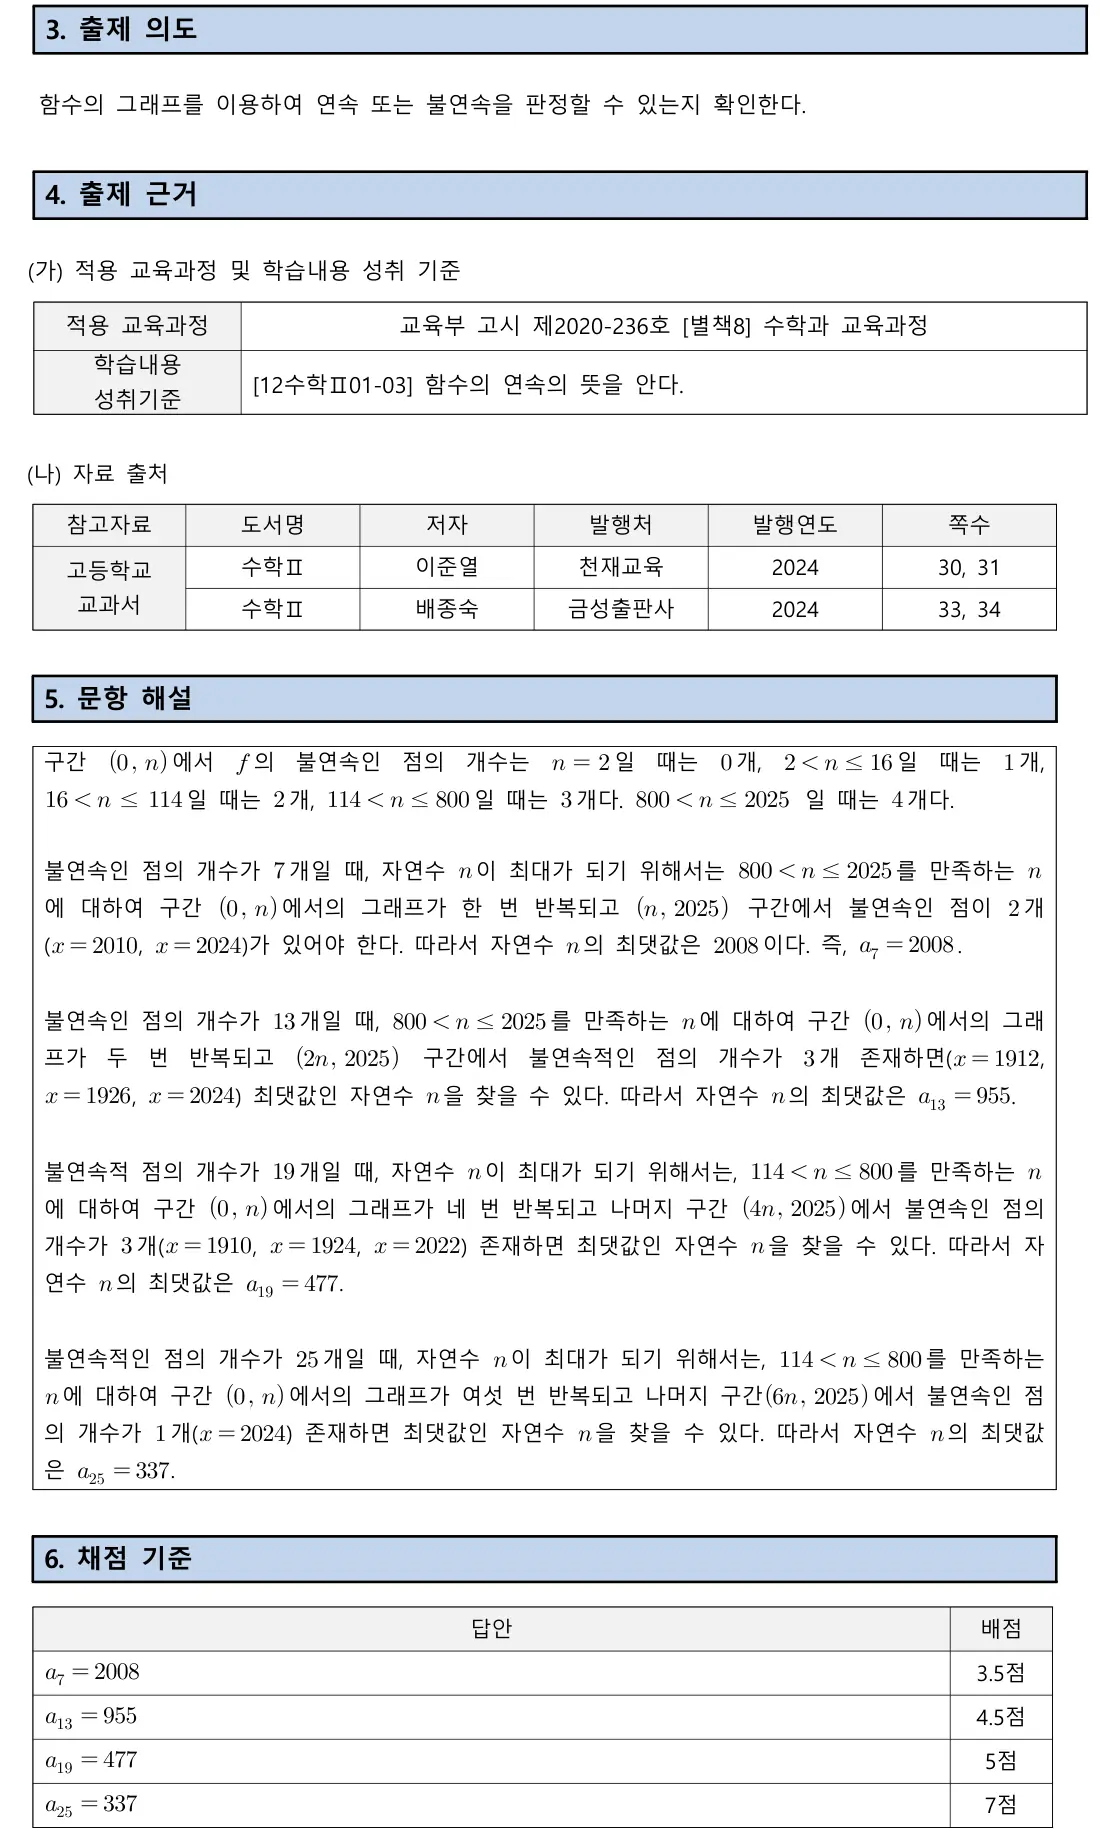 3. 출제 의도
함수의 그래프를 이용하여 연속 또는 불연속을 판정할 수 있는지 확인한다.
4. 출제 근거
(가) 적용 교육과정 및 학습내용 성취 기준
적용 교육과정 교육부 고시 제2020-236호 [별책8] 수학과 교육과정
학습내용
성취기준 [12수학Ⅱ01-03] 함수의 연속의 뜻을 안다.
(나) 자료 출처
참고자료 도서명 저자 발행처 발행연도 쪽수
고등학교 교과서 수학Ⅱ 이준열 천재교육 2024 30, 31
수학Ⅱ 배종숙 금성출판사 2024 33, 34
5. 문항 해설
구간 (0, n)에서 f의 불연속인 점의 개수는 n = 2일 때는 0개, 2 < n ≤ 16일 때는 1개,
16 < n ≤ 114일 때는 2개, 114 < n ≤ 800일 때는 3개다. 800 < n ≤ 2025 일 때는 4개다.
불연속인 점의 개수가 7개일 때, 자연수 n이 최대가 되기 위해서는 800 < n ≤ 2025를 만족하는 n
에 대하여 구간 (0, n)에서의 그래프가 한 번 반복되고 (n, 2025) 구간에서 불연속인 점이 2개
(x = 2010, x = 2024)가 있어야 한다. 따라서 자연수 n의 최댓값은 2008이다. 즉, a₇ = 2008.
불연속인 점의 개수가 13개일 때, 800 < n ≤ 2025를 만족하는 n에 대하여 구간 (0, n)에서의 그래
프가 두 번 반복되고 (2n, 2025) 구간에서 불연속적인 점의 개수가 3개 존재하면(x = 1912,
x = 1926, x = 2024) 최댓값인 자연수 n을 찾을 수 있다. 따라서 자연수 n의 최댓값은 a₁₃ = 955.
불연속적 점의 개수가 19개일 때, 자연수 n이 최대가 되기 위해서는, 114 < n ≤ 800를 만족하는 n
에 대하여 구간 (0, n)에서의 그래프가 네 번 반복되고 나머지 구간 (4n, 2025)에서 불연속인 점의
개수가 3개(x = 1910, x = 1924, x = 2022) 존재하면 최댓값인 자연수 n을 찾을 수 있다. 따라서 자
연수 n의 최댓값은 a₁₉ = 477.
불연속적인 점의 개수가 25개일 때, 자연수 n이 최대가 되기 위해서는, 114 < n ≤ 800를 만족하는
n에 대하여 구간 (0, n)에서의 그래프가 여섯 번 반복되고 나머지 구간(6n, 2025)에서 불연속인 점
의 개수가 1개(x = 2024) 존재하면 최댓값인 자연수 n을 찾을 수 있다. 따라서 자연수 n의 최댓값
은 a₂₅ = 337.
6. 채점 기준
답안 배점
a₇ = 2008 3.5점
a₁₃ = 955 4.5점
a₁₉ = 477 5점
a₂₅ = 337 7점